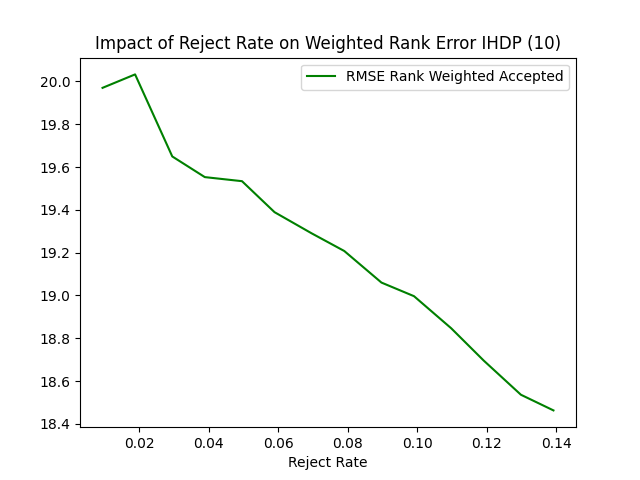 Impact of Reject Rate on Weighted Rank Error IHDP (10)
RMSE Rank Weighted Accepted
20.0
19.8
19.6
19.4
19.2
19.0
18.8
18.6
18.4
0.02 0.04 0.06 0.08 0.10 0.12 0.14
Reject Rate